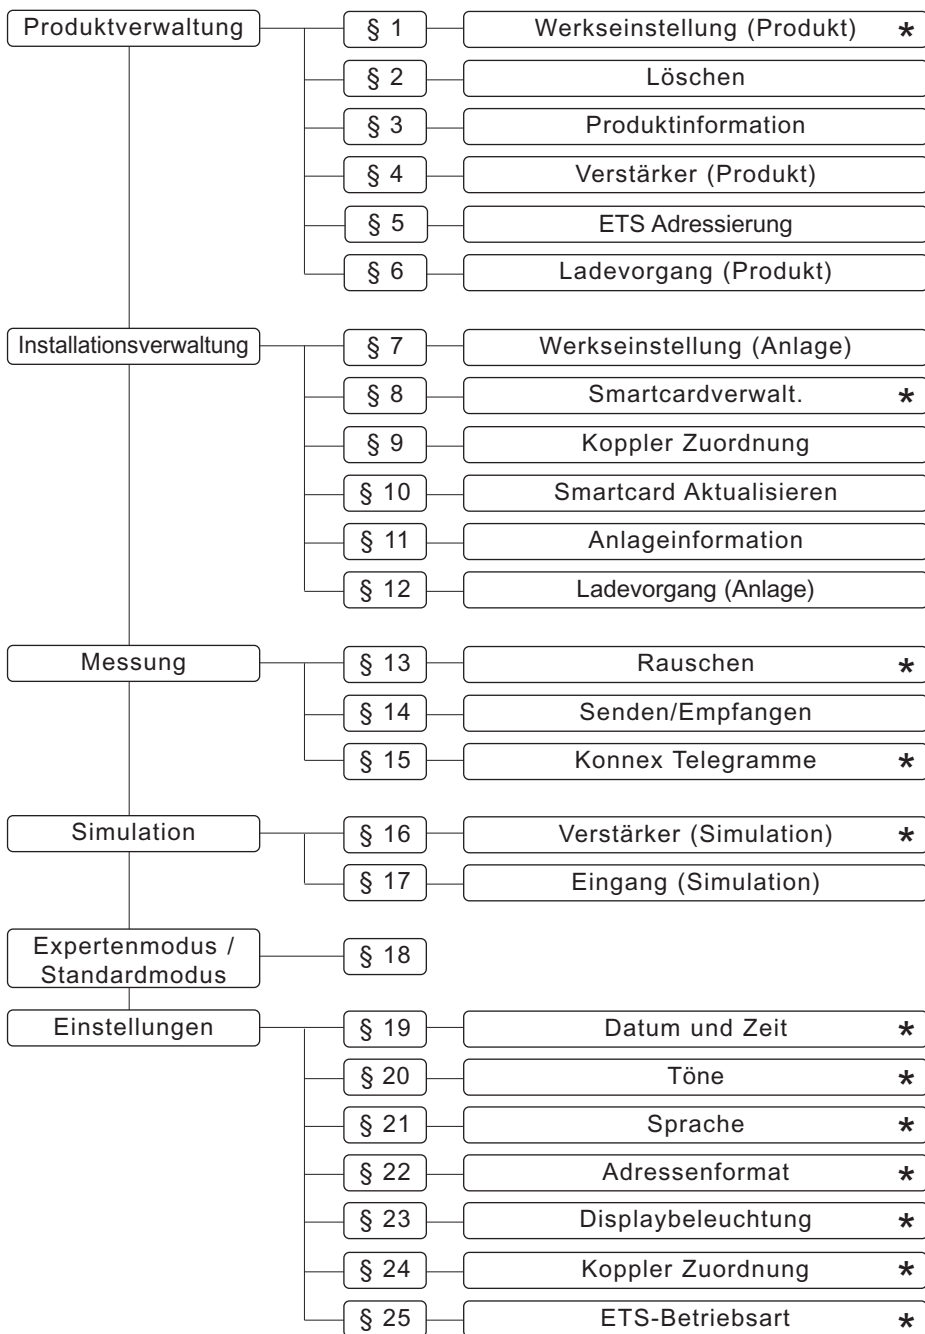 Produktverwaltung § 1 Werkseinstellung (Produkt) *
§ 2 Löschen
§ 3 Produktinformation
§ 4 Verstärker (Produkt)
§ 5 ETS Adressierung
§ 6 Ladevorgang (Produkt)
Installationsverwaltung § 7 Werkseinstellung (Anlage)
§ 8 Smartcardverwalt. *
§ 9 Koppler Zuordnung
§ 10 Smartcard Aktualisieren
§ 11 Anlageinformation
§ 12 Ladevorgang (Anlage)
Messung § 13 Rauschen *
§ 14 Senden/Empfangen
§ 15 Konnex Telegramme *
Simulation § 16 Verstärker (Simulation) *
§ 17 Eingang (Simulation)
Expertenmodus /
Standardmodus
§ 18
Einstellungen § 19 Datum und Zeit *
§ 20 Töne *
§ 21 Sprache *
§ 22 Adressenformat *
§ 23 Displaybeleuchtung *
§ 24 Koppler Zuordnung *
§ 25 ETS-Betriebsart *